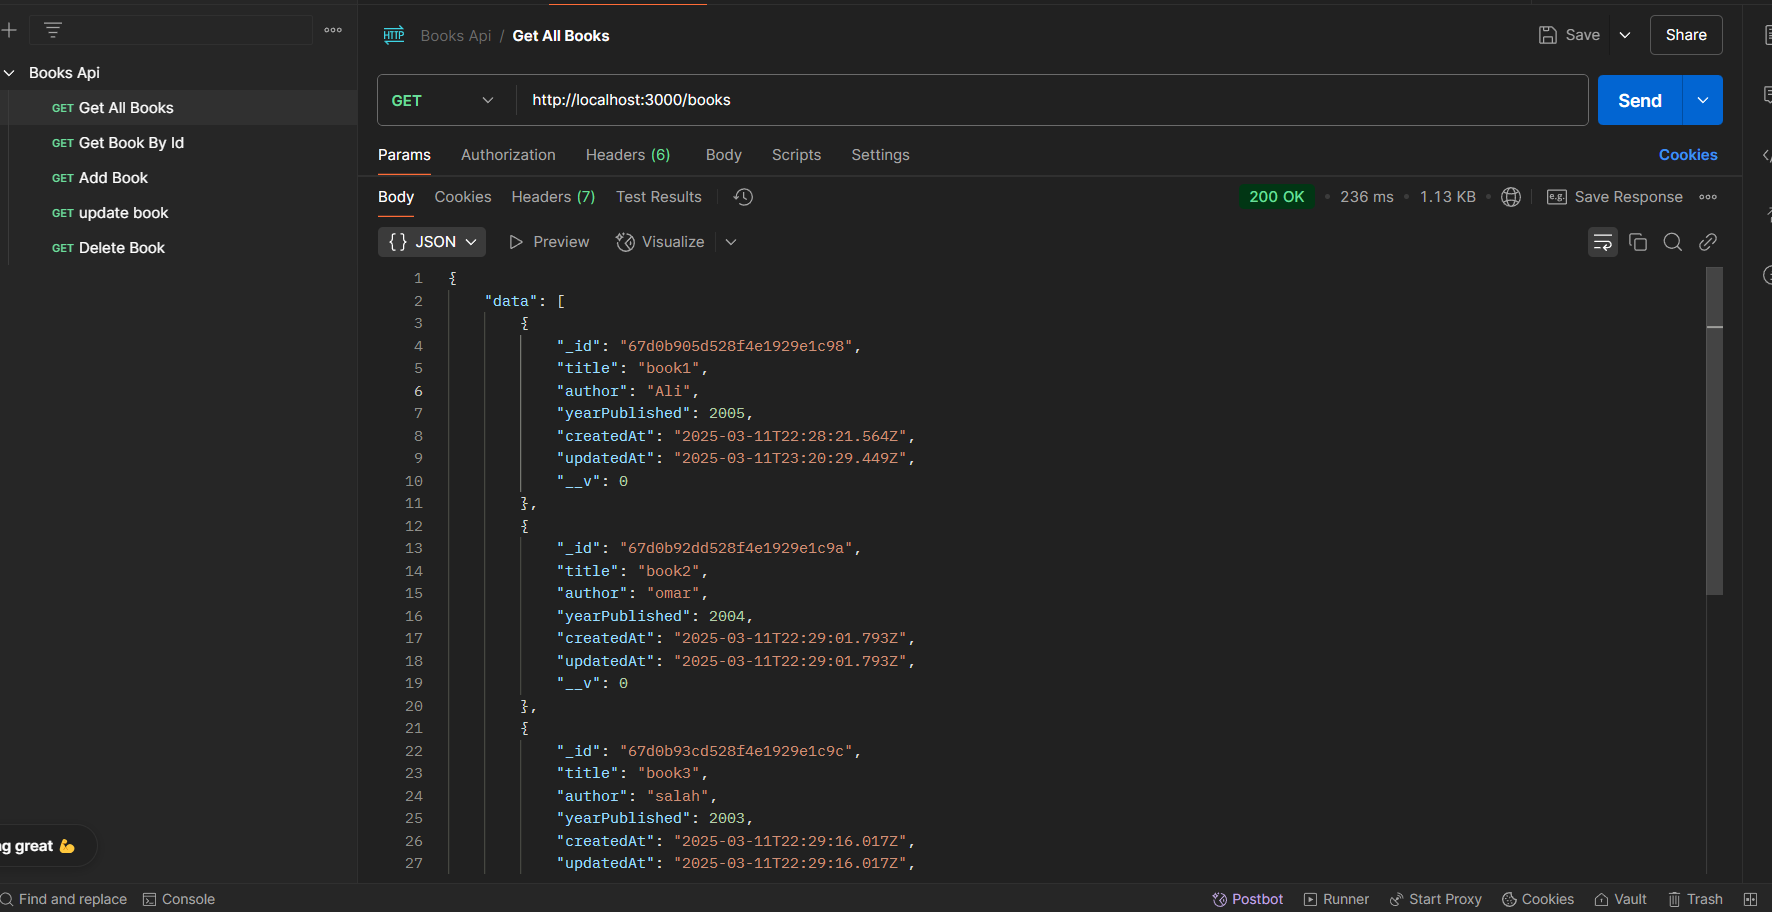 Books Api
GET Get All Books
GET Get Book By Id
GET Add Book
GET update book
GET Delete Book
ng great 💪
HTTP Books Api / Get All Books
Save
Share
GET http://localhost:3000/books
Send
Params Authorization Headers (6) Body Scripts Settings Cookies
Body Cookies Headers (7) Test Results 200 OK • 236 ms • 1.13 KB • e.g. Save Response
{} JSON Preview Visualize
1 {
2 "data": [
3 {
4 "_id": "67d0b905d528f4e1929e1c98",
5 "title": "book1",
6 "author": "Ali",
7 "yearPublished": 2005,
8 "createdAt": "2025-03-11T22:28:21.564Z",
9 "updatedAt": "2025-03-11T23:20:29.449Z",
10 "__v": 0
11 },
12 {
13 "_id": "67d0b92dd528f4e1929e1c9a",
14 "title": "book2",
15 "author": "omar",
16 "yearPublished": 2004,
17 "createdAt": "2025-03-11T22:29:01.793Z",
18 "updatedAt": "2025-03-11T22:29:01.793Z",
19 "__v": 0
20 },
21 {
22 "_id": "67d0b93cd528f4e1929e1c9c",
23 "title": "book3",
24 "author": "salah",
25 "yearPublished": 2003,
26 "createdAt": "2025-03-11T22:29:16.017Z",
27 "updatedAt": "2025-03-11T22:29:16.017Z",
Find and replace Console Postbot Runner Start Proxy Cookies Vault Trash